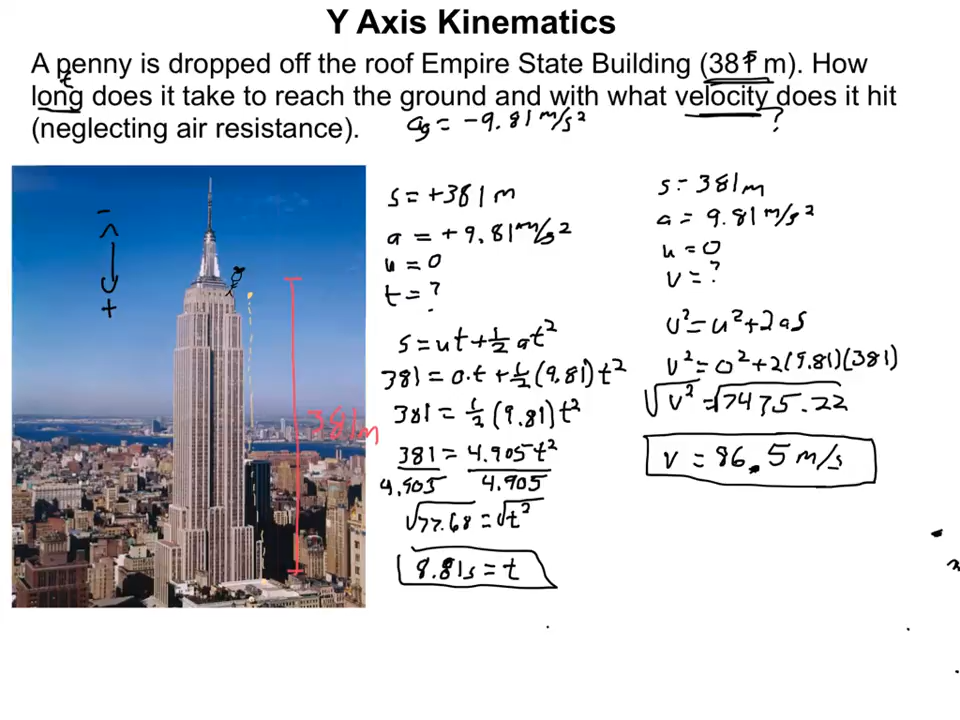 Y Axis Kinematics
A penny is dropped off the roof Empire State Building (381 m). How
t
long does it take to reach the ground and with what velocity does it hit
?
(neglecting air resistance).
a_g = -9.81 m/s²
-
+
381m
s = +381 m
a = +9.81 m/s²
u = 0
t = ?
s = ut + ½ at²
381 = 0·t + ½ (9.81) t²
381 = ½ (9.81) t²
381 = 4.905t²
4.905 4.905
√77.68 = √t²
8.81s = t
s = 381m
a = 9.81 m/s²
u = 0
v = ?
v² = u² + 2as
v² = 0² + 2(9.81)(381)
√v² = √7475.22
v = 86.5 m/s